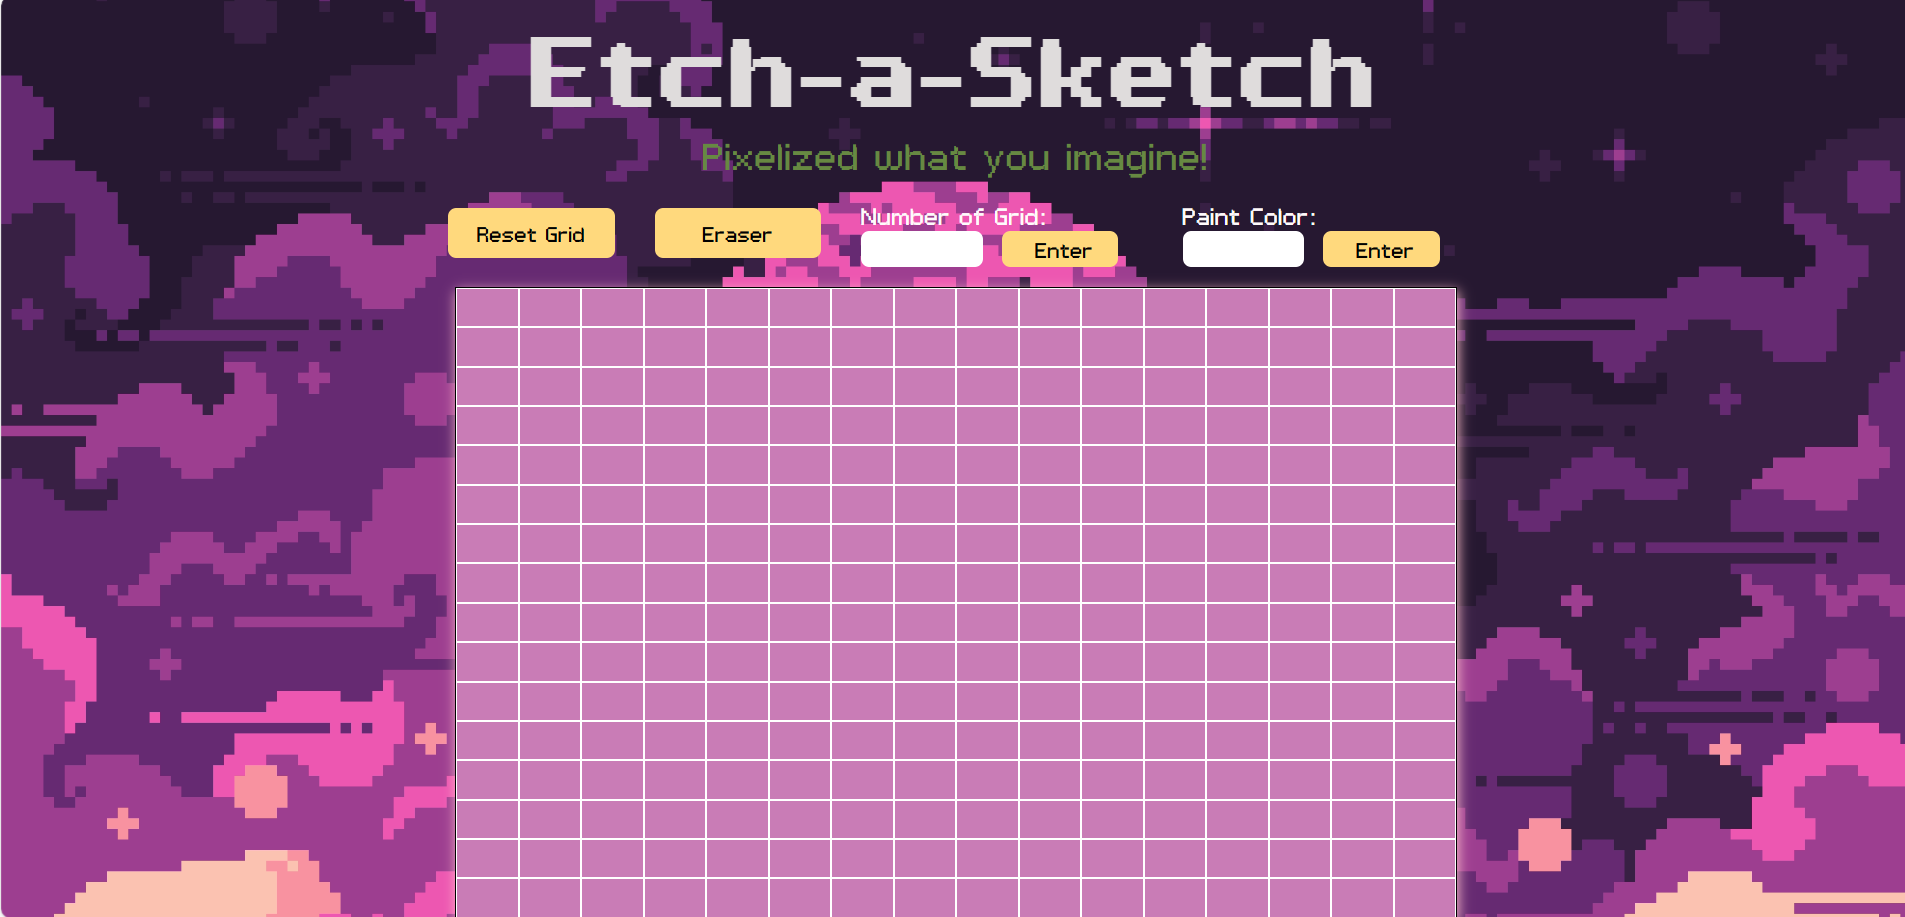 Etch-a-Sketch
Pixelized what you imagine!
Reset Grid
Eraser
Number of Grid:
Enter
Paint Color:
Enter